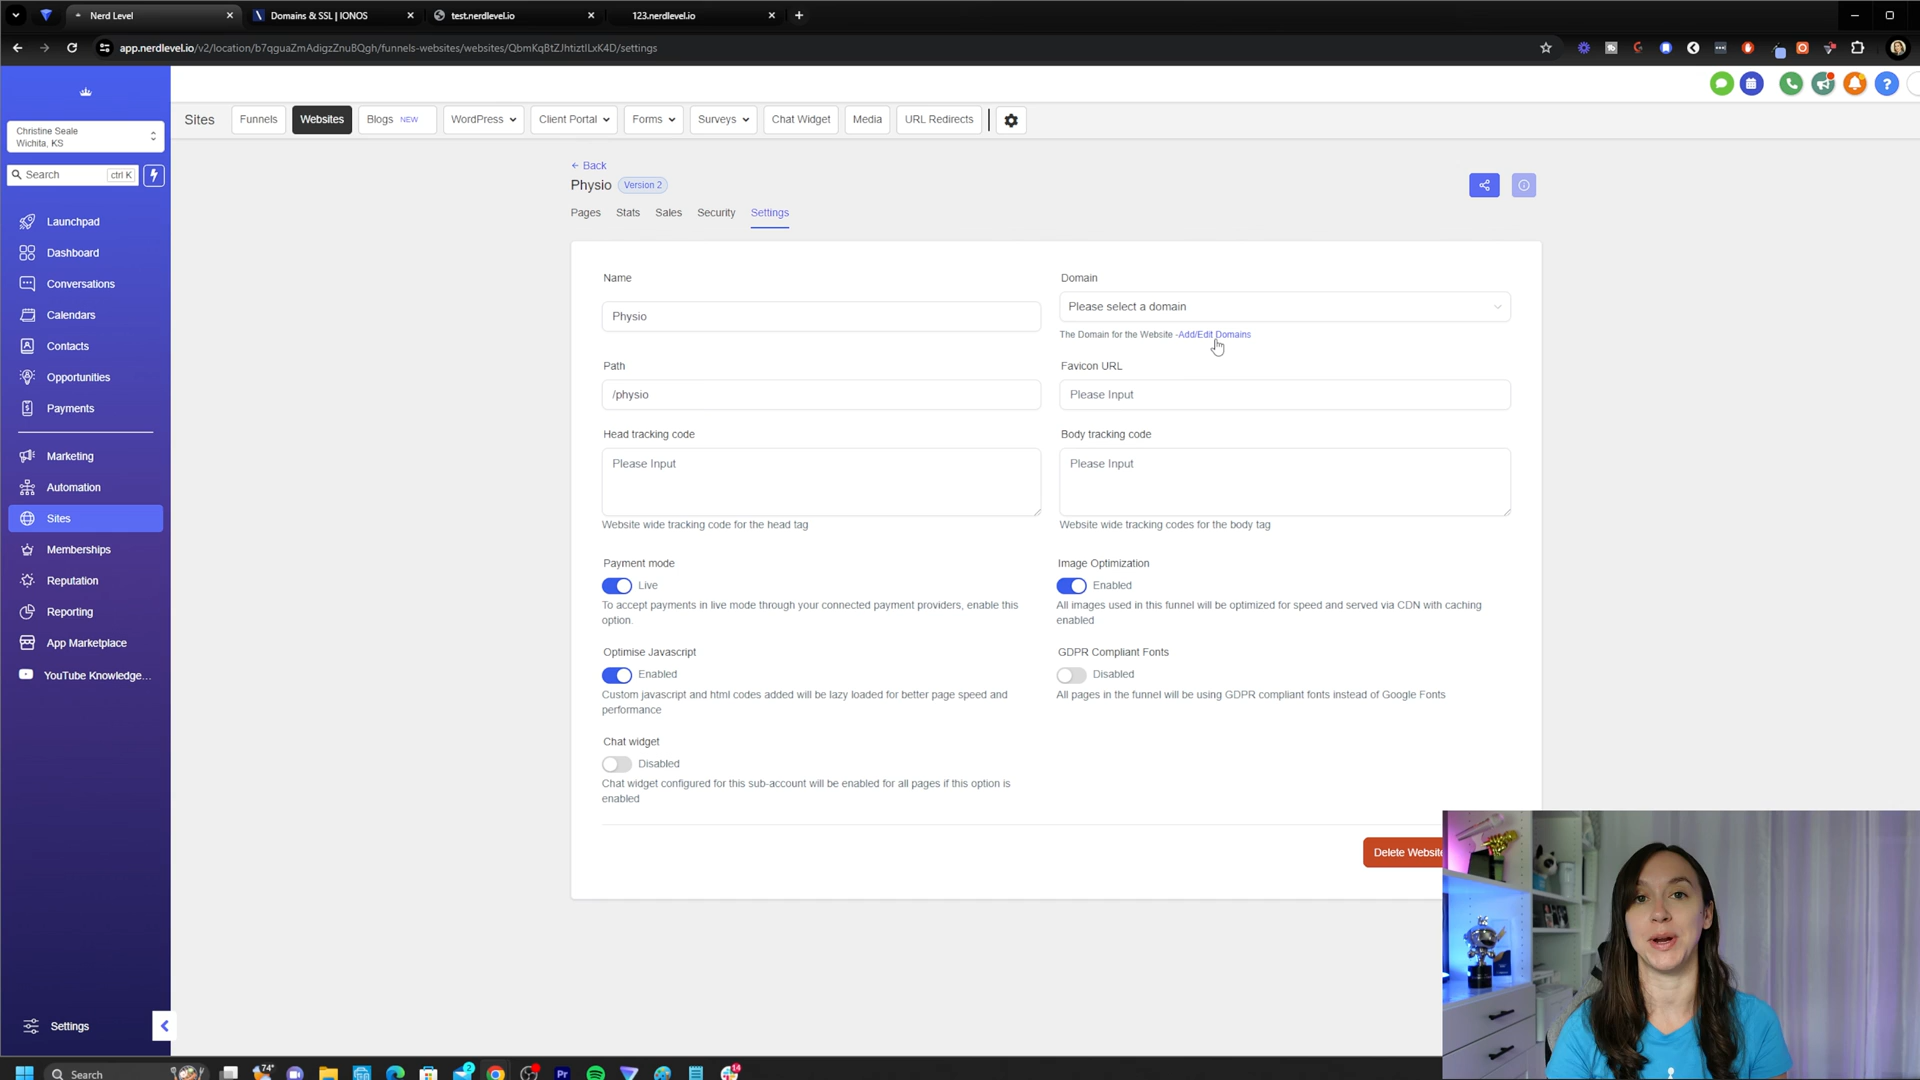 Nerd Level
Domains & SSL | IONOS
test.nerdlevel.io
123.nerdlevel.io
app.nerdlevel.io/v2/location/b7qguaZmAdigzZnuBQgh/funnels-websites/websites/QbmKqBtZJhtiztILxK4D/settings
Christine Seale
Wichita, KS
Search
ctrl K
Launchpad
Dashboard
Conversations
Calendars
Contacts
Opportunities
Payments
Marketing
Automation
Sites
Memberships
Reputation
Reporting
App Marketplace
YouTube Knowledge...
Settings
Sites
Funnels
Websites
Blogs NEW
WordPress
Client Portal
Forms
Surveys
Chat Widget
Media
URL Redirects
← Back
Physio Version 2
Pages Stats Sales Security Settings
Name
Physio
Domain
Please select a domain
The Domain for the Website -Add/Edit Domains
Path
/physio
Favicon URL
Please Input
Head tracking code
Please Input
Website wide tracking code for the head tag
Body tracking code
Please Input
Website wide tracking codes for the body tag
Payment mode
Live
To accept payments in live mode through your connected payment providers, enable this
option.
Image Optimization
Enabled
All images used in this funnel will be optimized for speed and served via CDN with caching
enabled
Optimise Javascript
Enabled
Custom javascript and html codes added will be lazy loaded for better page speed and
performance
GDPR Compliant Fonts
Disabled
All pages in the funnel will be using GDPR compliant fonts instead of Google Fonts
Chat widget
Disabled
Chat widget configured for this sub-account will be enabled for all pages if this option is
enabled
Delete Website
Search
74°
2
Pr
14